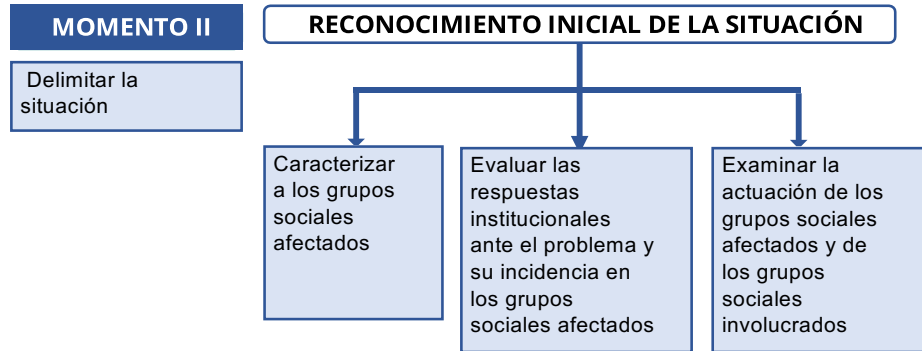 MOMENTO II
RECONOCIMIENTO INICIAL DE LA SITUACIÓN
Delimitar la
situación
Caracterizar
a los grupos
sociales
afectados
Evaluar las
respuestas
institucionales
ante el problema y
su incidencia en
los grupos
sociales afectados
Examinar la
actuación de los
grupos sociales
afectados y de
los grupos
sociales
involucrados